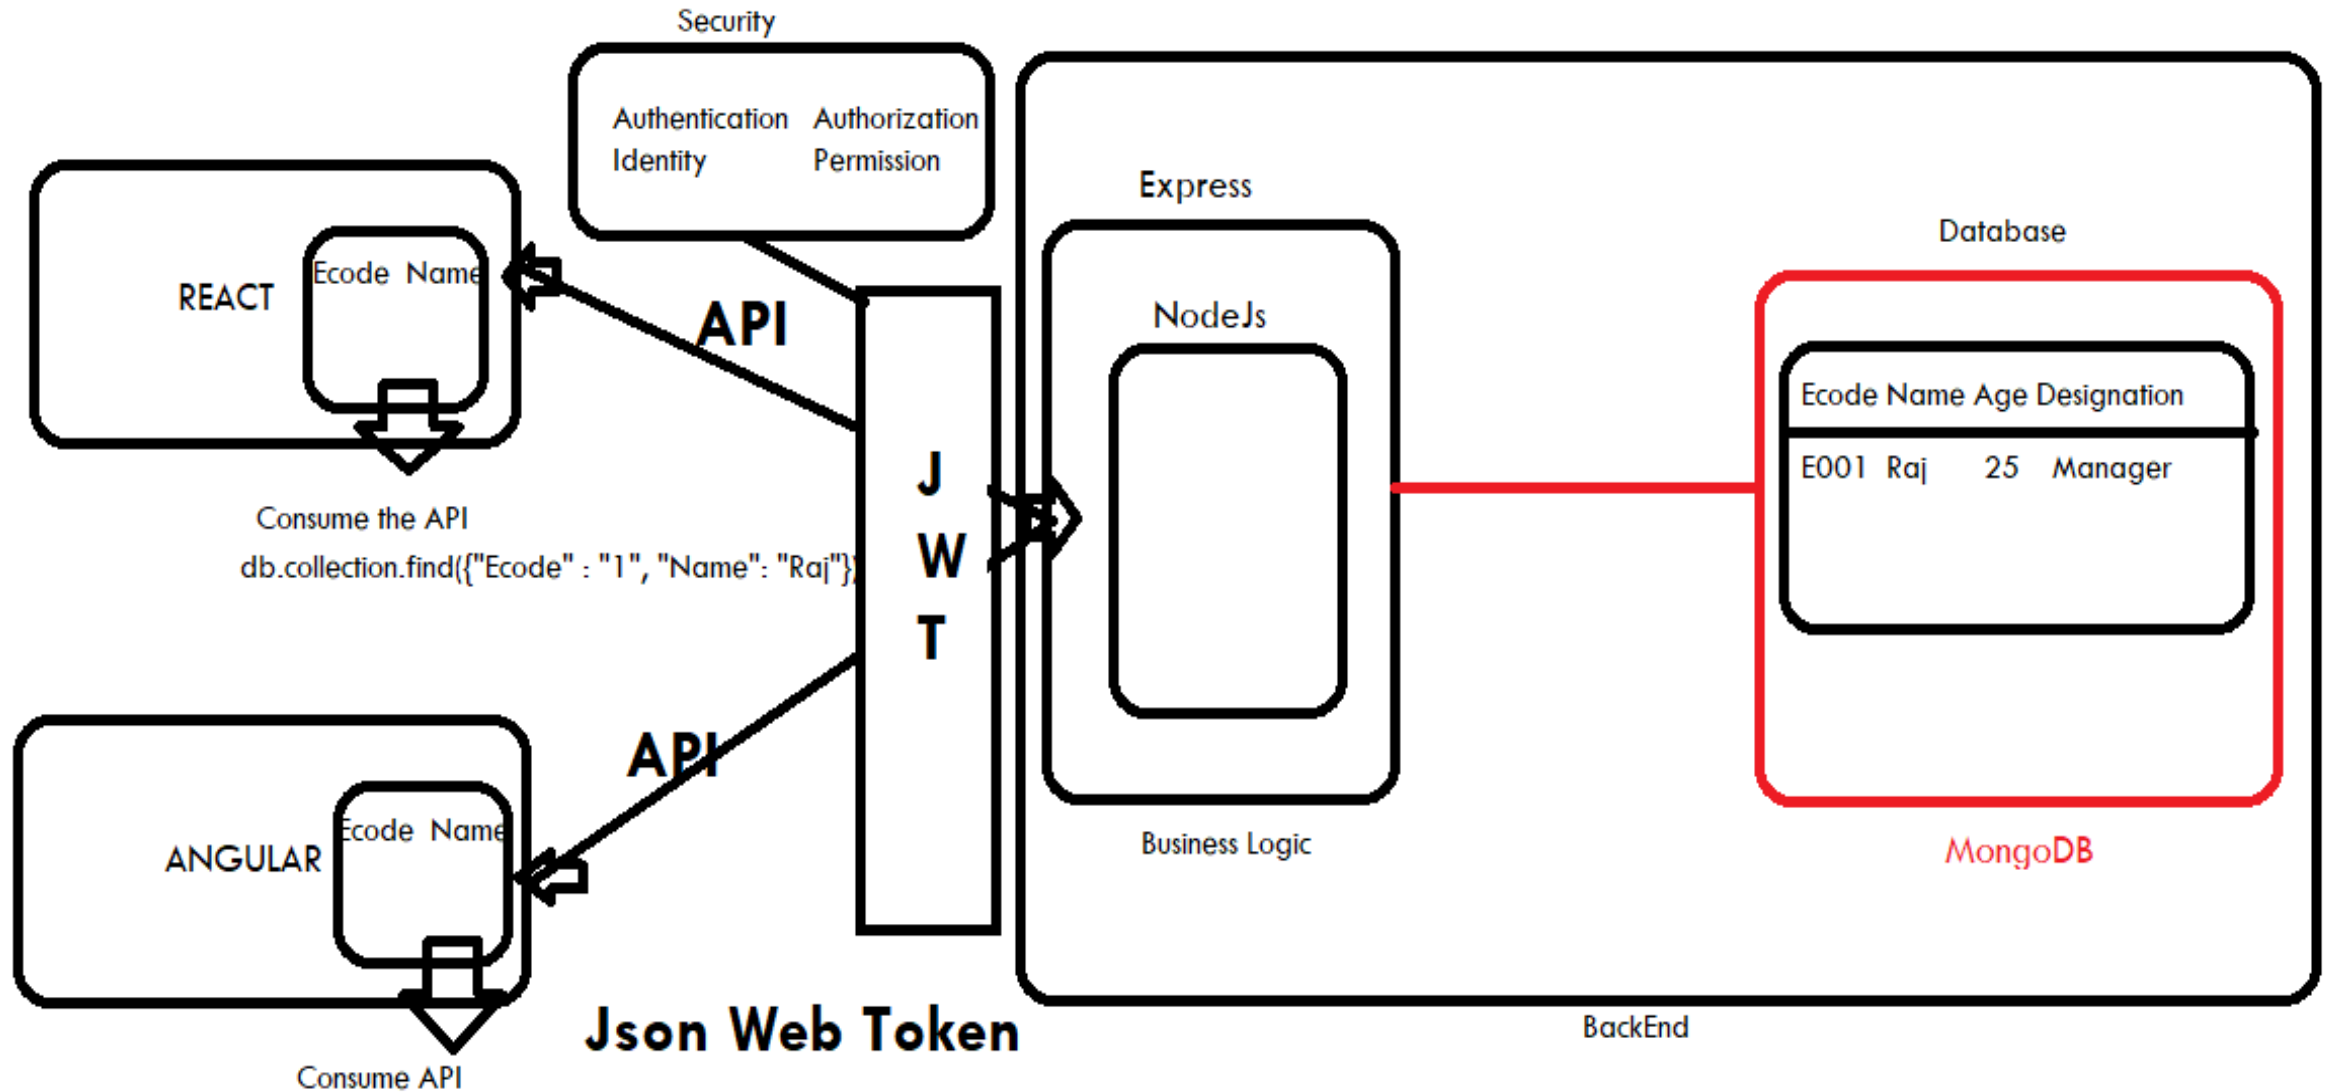 Security
Authentication Authorization
Identity Permission
REACT
Ecode Name
API
Consume the API
db.collection.find({"Ecode" : "1", "Name": "Raj"})
J
W
T
ANGULAR
Ecode Name
API
Consume API
Json Web Token
Express
NodeJs
Business Logic
Database
Ecode Name Age Designation
E001 Raj 25 Manager
MongoDB
BackEnd